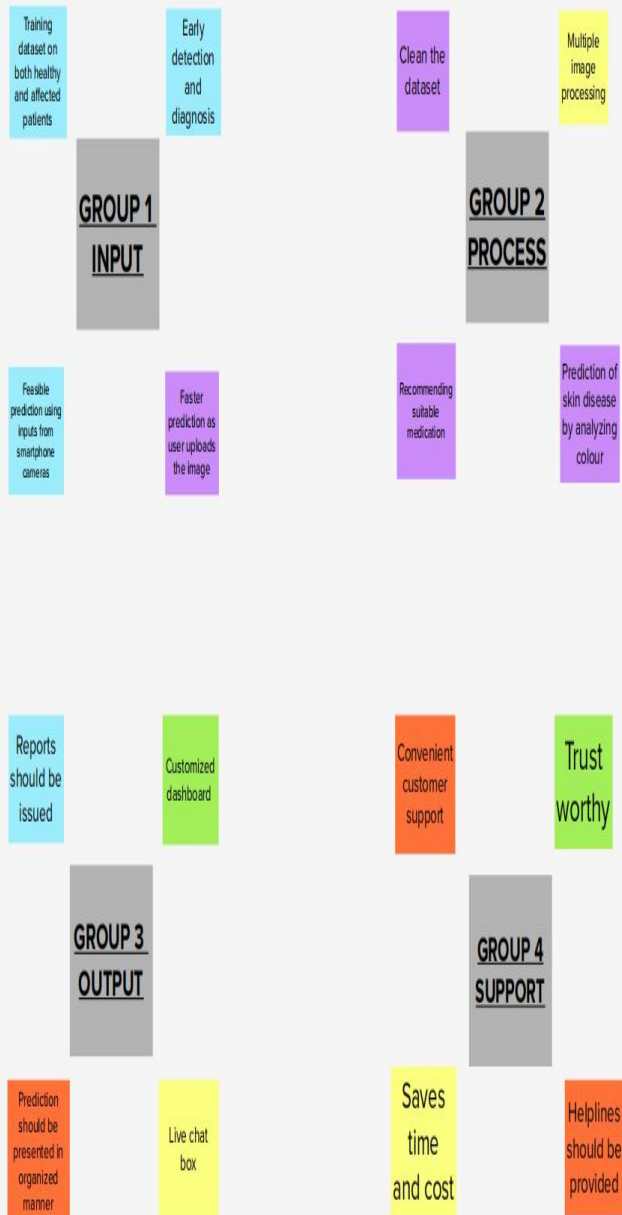 Training
dataset on
both healthy
and affected
patients
Early
detection
and
diagnosis
GROUP 1
INPUT
Feasible
prediction using
inputs from
smartphone
cameras
Faster
prediction as
user uploads
the image
Clean the
dataset
Multiple
image
processing
GROUP 2
PROCESS
Recommending
suitable
medication
Prediction of
skin disease
by analyzing
colour
Reports
should be
issued
Customized
dashboard
GROUP 3
OUTPUT
Prediction
should be
presented in
organized
manner
Live chat
box
Convenient
customer
support
Trust
worthy
GROUP 4
SUPPORT
Saves
time
and cost
Helplines
should be
provided